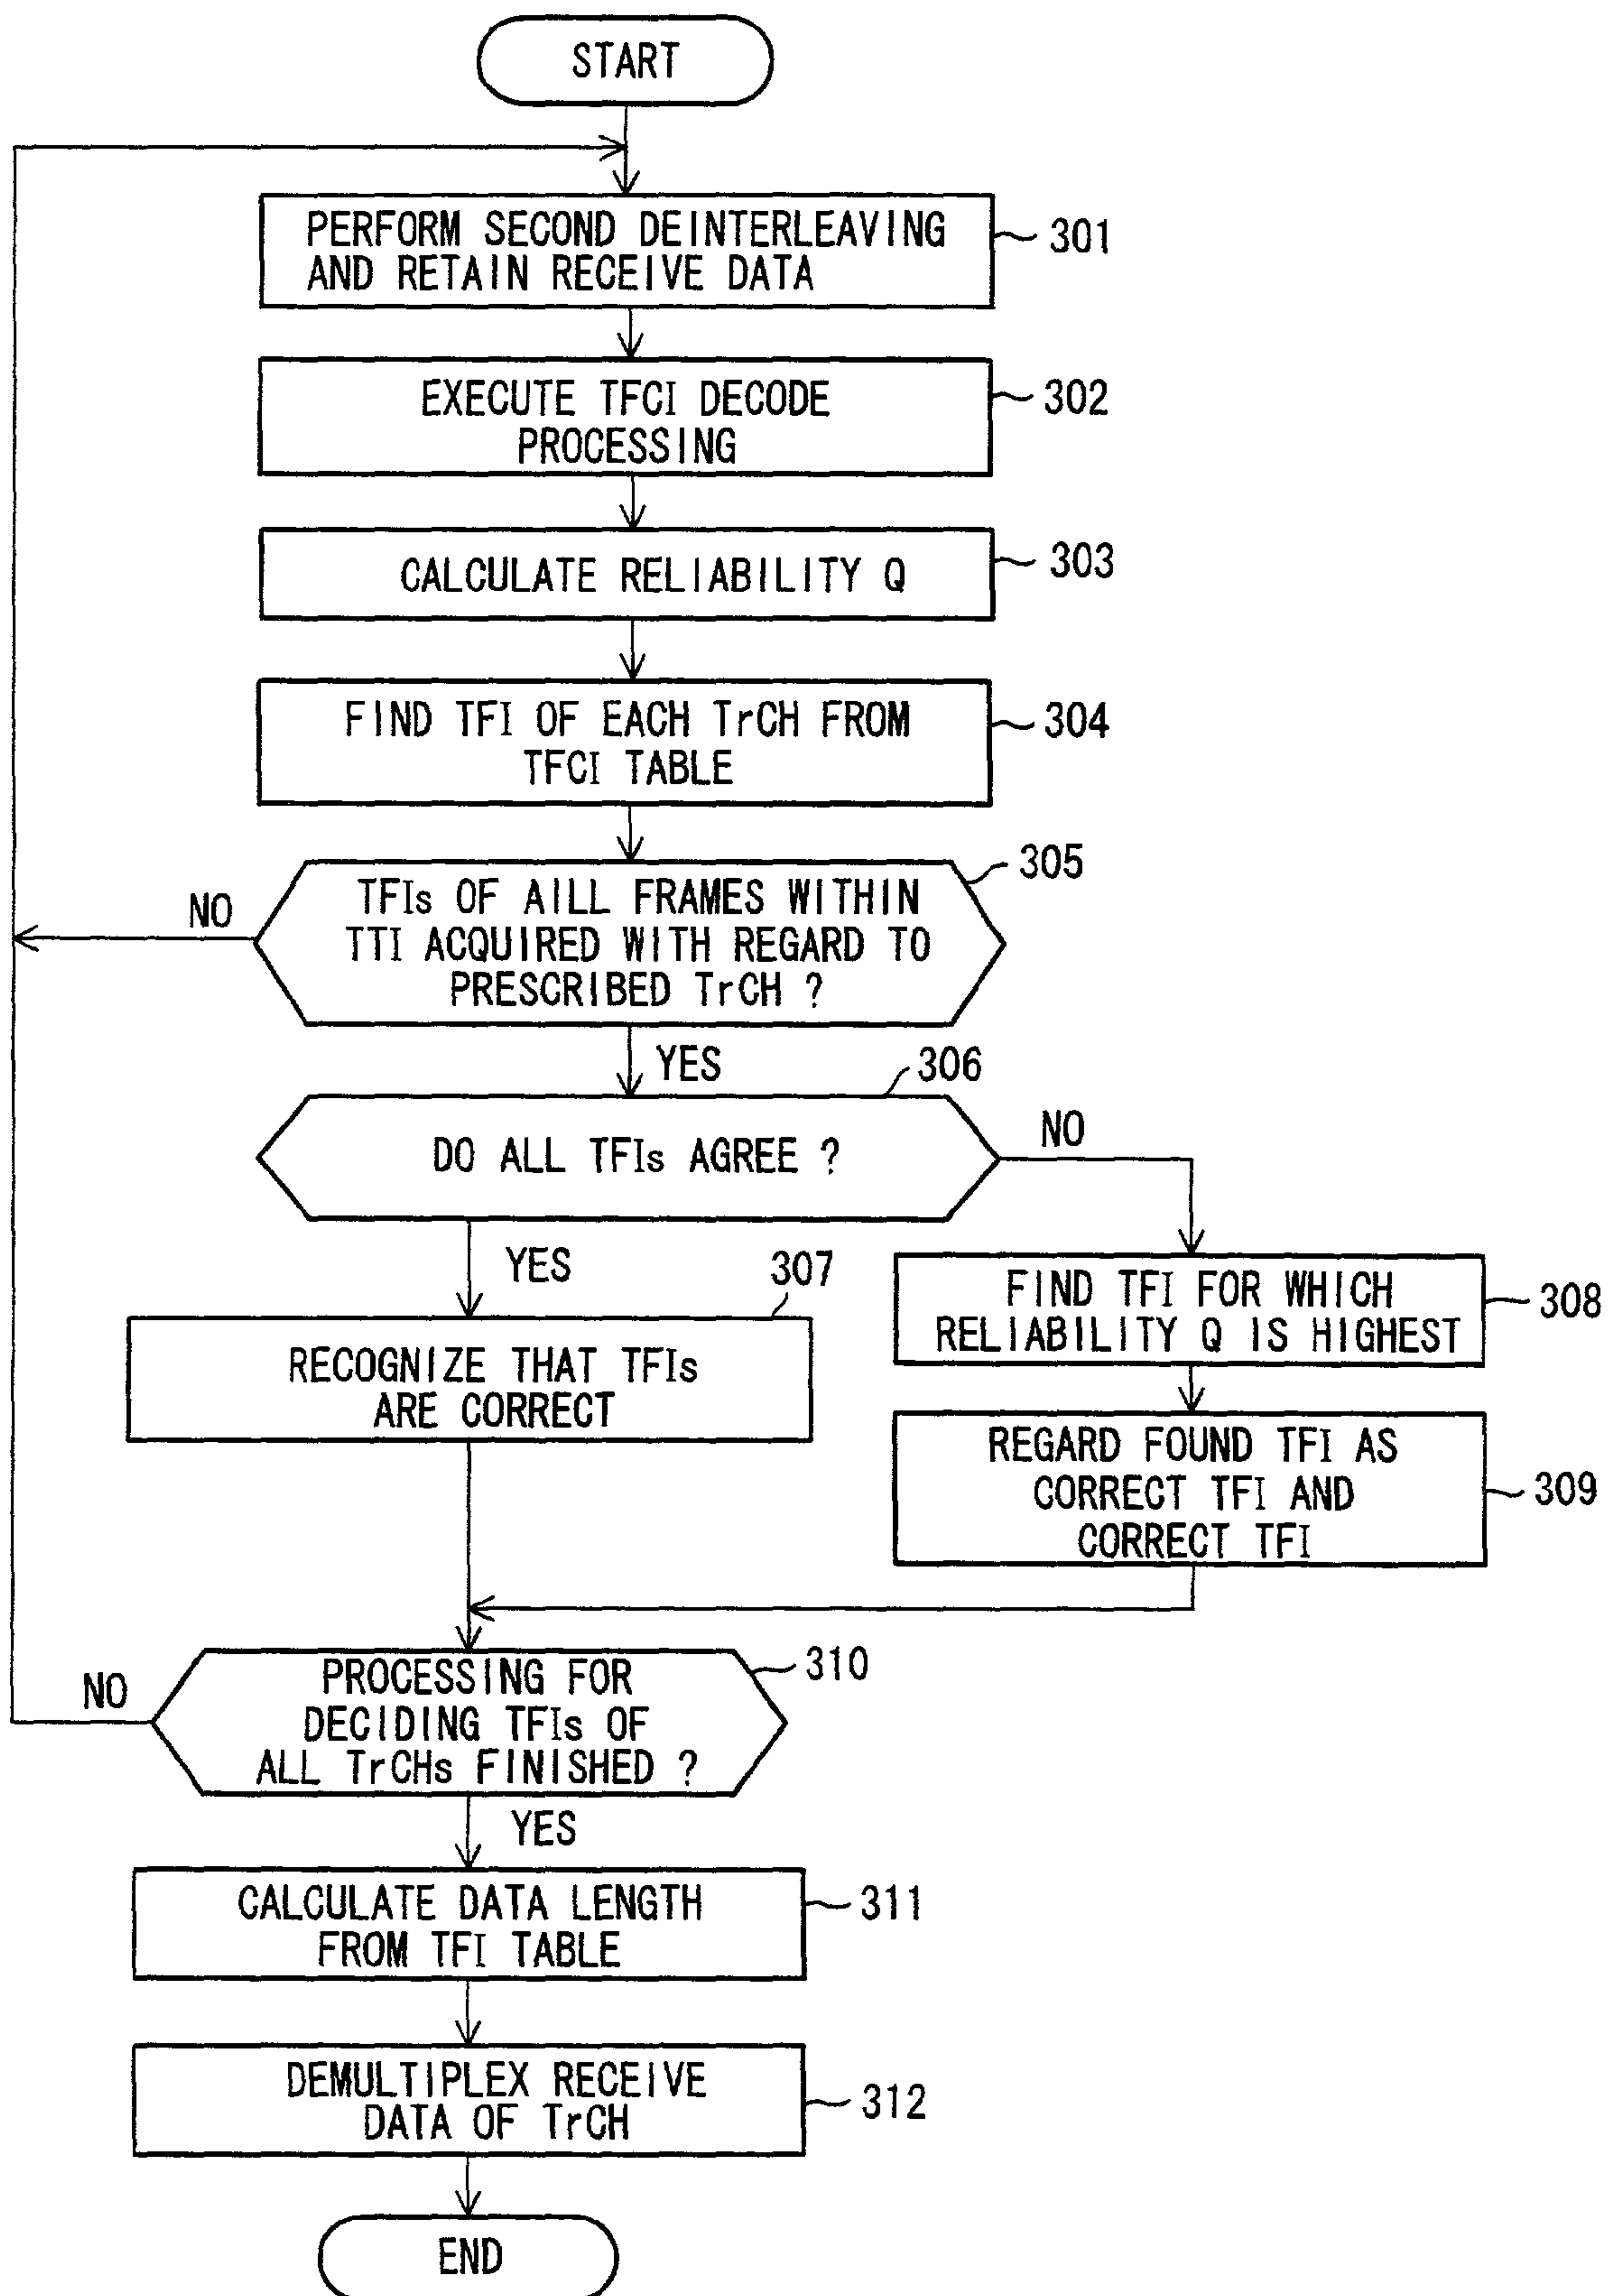 START
PERFORM SECOND DEINTERLEAVING
AND RETAIN RECEIVE DATA
301
EXECUTE TFCI DECODE
PROCESSING
302
CALCULATE RELIABILITY Q
303
FIND TFI OF EACH TrCH FROM
TFCI TABLE
304
TFIs OF AILL FRAMES WITHIN
TTI ACQUIRED WITH REGARD TO
PRESCRIBED TrCH ?
305
NO
YES
DO ALL TFIs AGREE ?
306
NO
YES
RECOGNIZE THAT TFIs
ARE CORRECT
307
FIND TFI FOR WHICH
RELIABILITY Q IS HIGHEST
308
REGARD FOUND TFI AS
CORRECT TFI AND
CORRECT TFI
309
PROCESSING FOR
DECIDING TFIs OF
ALL TrCHs FINISHED ?
310
NO
YES
CALCULATE DATA LENGTH
FROM TFI TABLE
311
DEMULTIPLEX RECEIVE
DATA OF TrCH
312
END